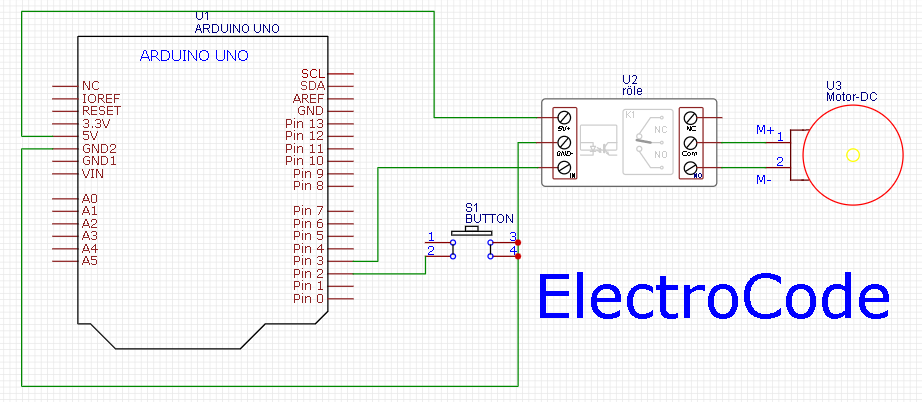 U1
ARDUINO UNO
ARDUINO UNO
NC
IOREF
RESET
3.3V
5V
GND2
GND1
VIN
A0
A1
A2
A3
A4
A5
SCL
SDA
AREF
GND
Pin 13
Pin 12
Pin 11
Pin 10
Pin 9
Pin 8
Pin 7
Pin 6
Pin 5
Pin 4
Pin 3
Pin 2
Pin 1
Pin 0
S1
BUTTON
1
2
3
4
U2
röle
5V+
GND-
IN
K1
NC
NO
NC
Com
NO
U3
Motor-DC
M+
1
2
M-
ElectroCode